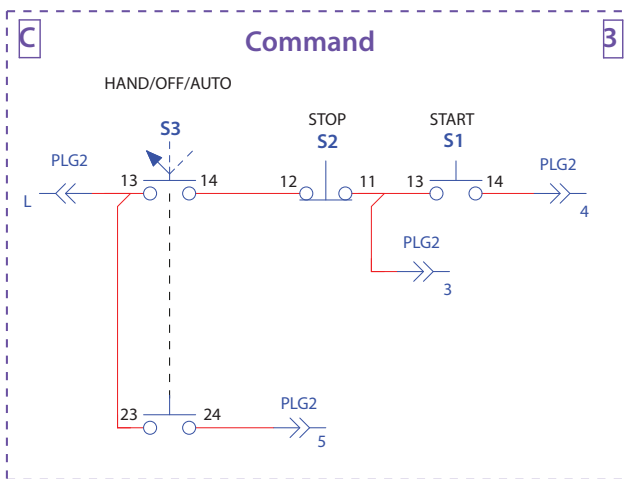 C
Command
3
HAND/OFF/AUTO
S3
STOP
S2
START
S1
PLG2
L
13
14
12
11
13
14
PLG2
4
PLG2
3
23
24
PLG2
5